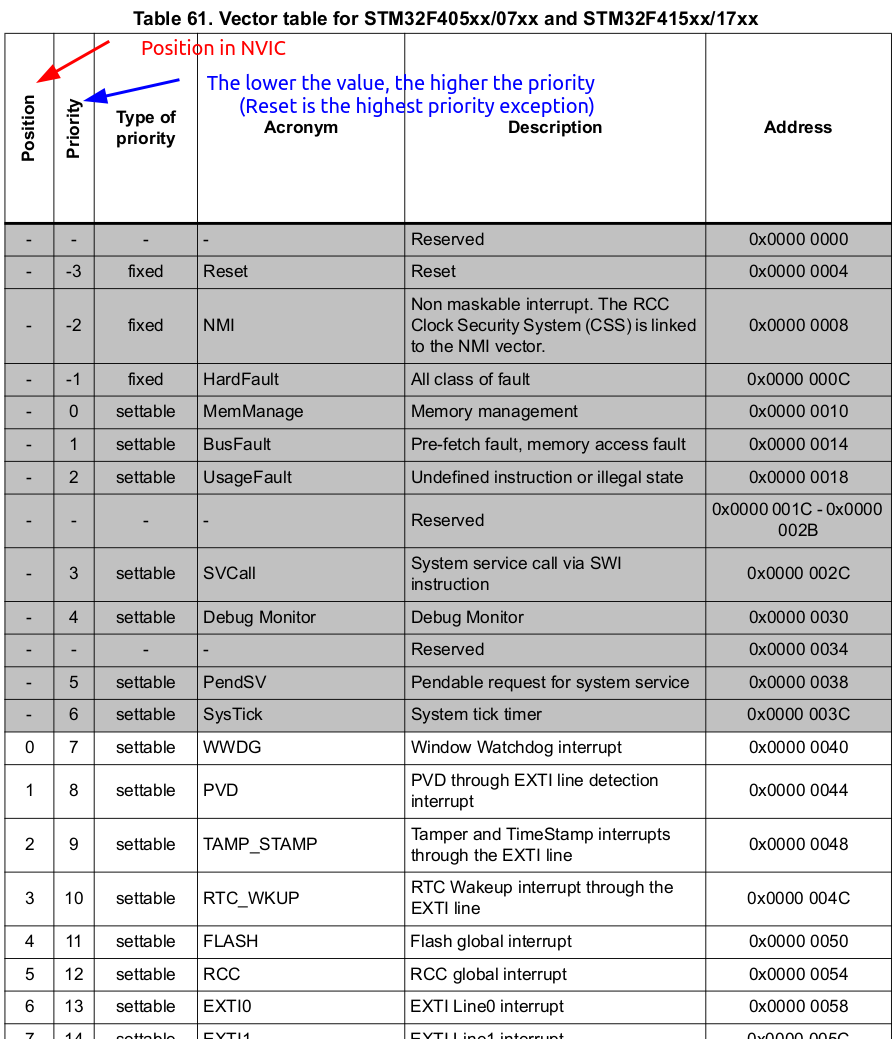 Table 61. Vector table for STM32F405xx/07xx and STM32F415xx/17xx
Position in NVIC
The lower the value, the higher the priority
(Reset is the highest priority exception)
Position Priority Type of priority Acronym Description Address
- - - - Reserved 0x0000 0000
- -3 fixed Reset Reset 0x0000 0004
- -2 fixed NMI Non maskable interrupt. The RCC
Clock Security System (CSS) is linked
to the NMI vector. 0x0000 0008
- -1 fixed HardFault All class of fault 0x0000 000C
- 0 settable MemManage Memory management 0x0000 0010
- 1 settable BusFault Pre-fetch fault, memory access fault 0x0000 0014
- 2 settable UsageFault Undefined instruction or illegal state 0x0000 0018
- - - - Reserved 0x0000 001C - 0x0000
002B
- 3 settable SVCall System service call via SWI
instruction 0x0000 002C
- 4 settable Debug Monitor Debug Monitor 0x0000 0030
- - - - Reserved 0x0000 0034
- 5 settable PendSV Pendable request for system service 0x0000 0038
- 6 settable SysTick System tick timer 0x0000 003C
0 7 settable WWDG Window Watchdog interrupt 0x0000 0040
1 8 settable PVD PVD through EXTI line detection
interrupt 0x0000 0044
2 9 settable TAMP_STAMP Tamper and TimeStamp interrupts
through the EXTI line 0x0000 0048
3 10 settable RTC_WKUP RTC Wakeup interrupt through the
EXTI line 0x0000 004C
4 11 settable FLASH Flash global interrupt 0x0000 0050
5 12 settable RCC RCC global interrupt 0x0000 0054
6 13 settable EXTI0 EXTI Line0 interrupt 0x0000 0058
7 14 settable EXTI1 EXTI Line1 interrupt 0x0000 005C